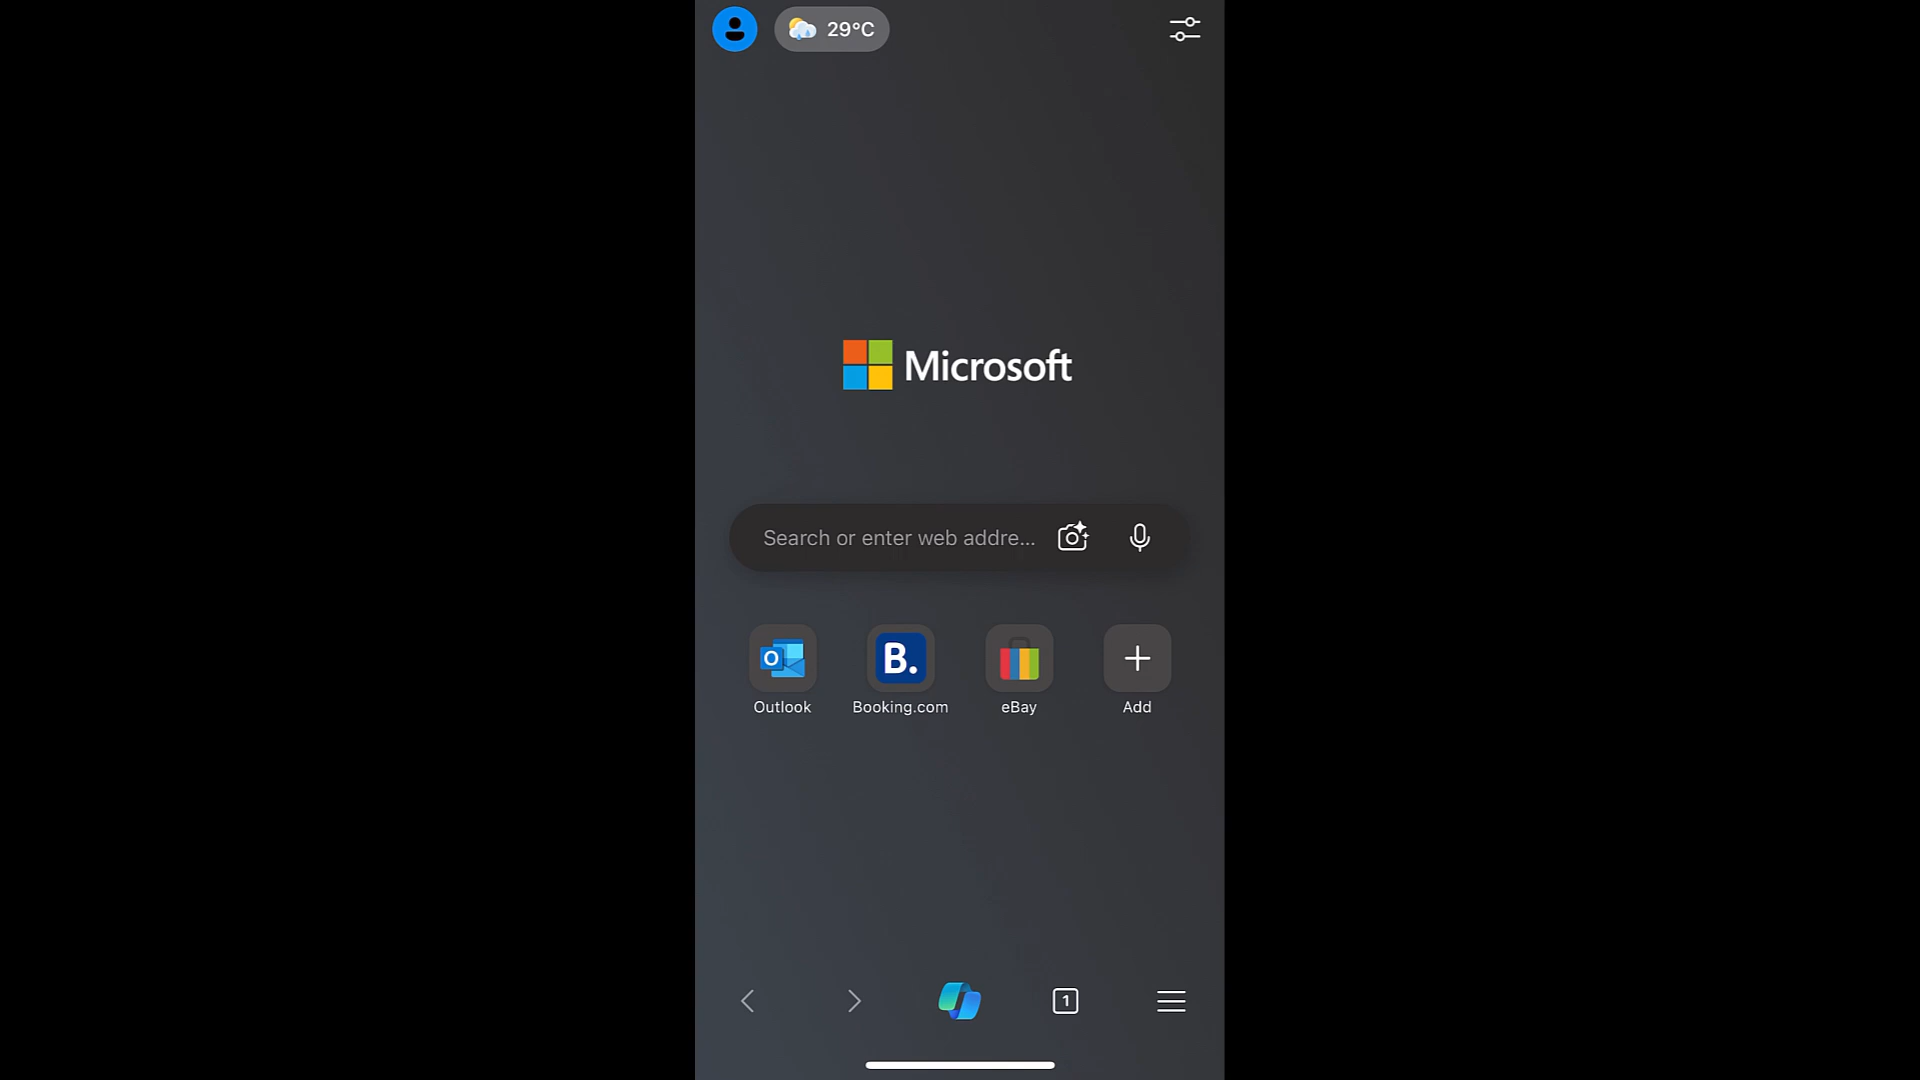 29°C
Microsoft
Search or enter web addre...
Outlook
Booking.com
eBay
Add
1